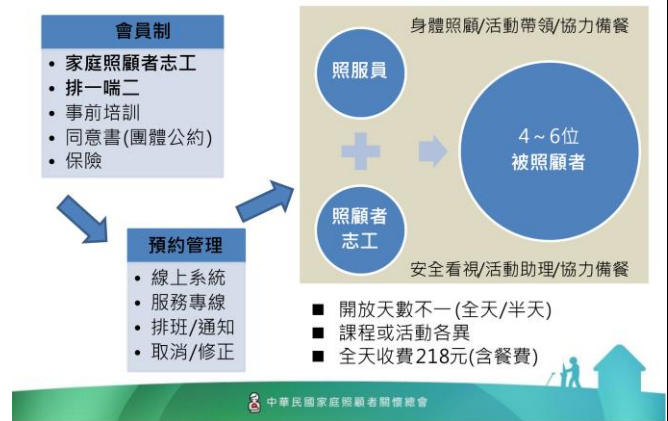 會員制
• 家庭照顧者志工
• 排一喘二
• 事前培訓
• 同意書(團體公約)
• 保險
預約管理
• 線上系統
• 服務專線
• 排班/通知
• 取消/修正
身體照顧/活動帶領/協力備餐
照服員
照顧者
志工
4～6位
被照顧者
安全看視/活動助理/協力備餐
■ 開放天數不一(全天/半天)
■ 課程或活動各異
■ 全天收費218元(含餐費)
中華民國家庭照顧者關懷總會